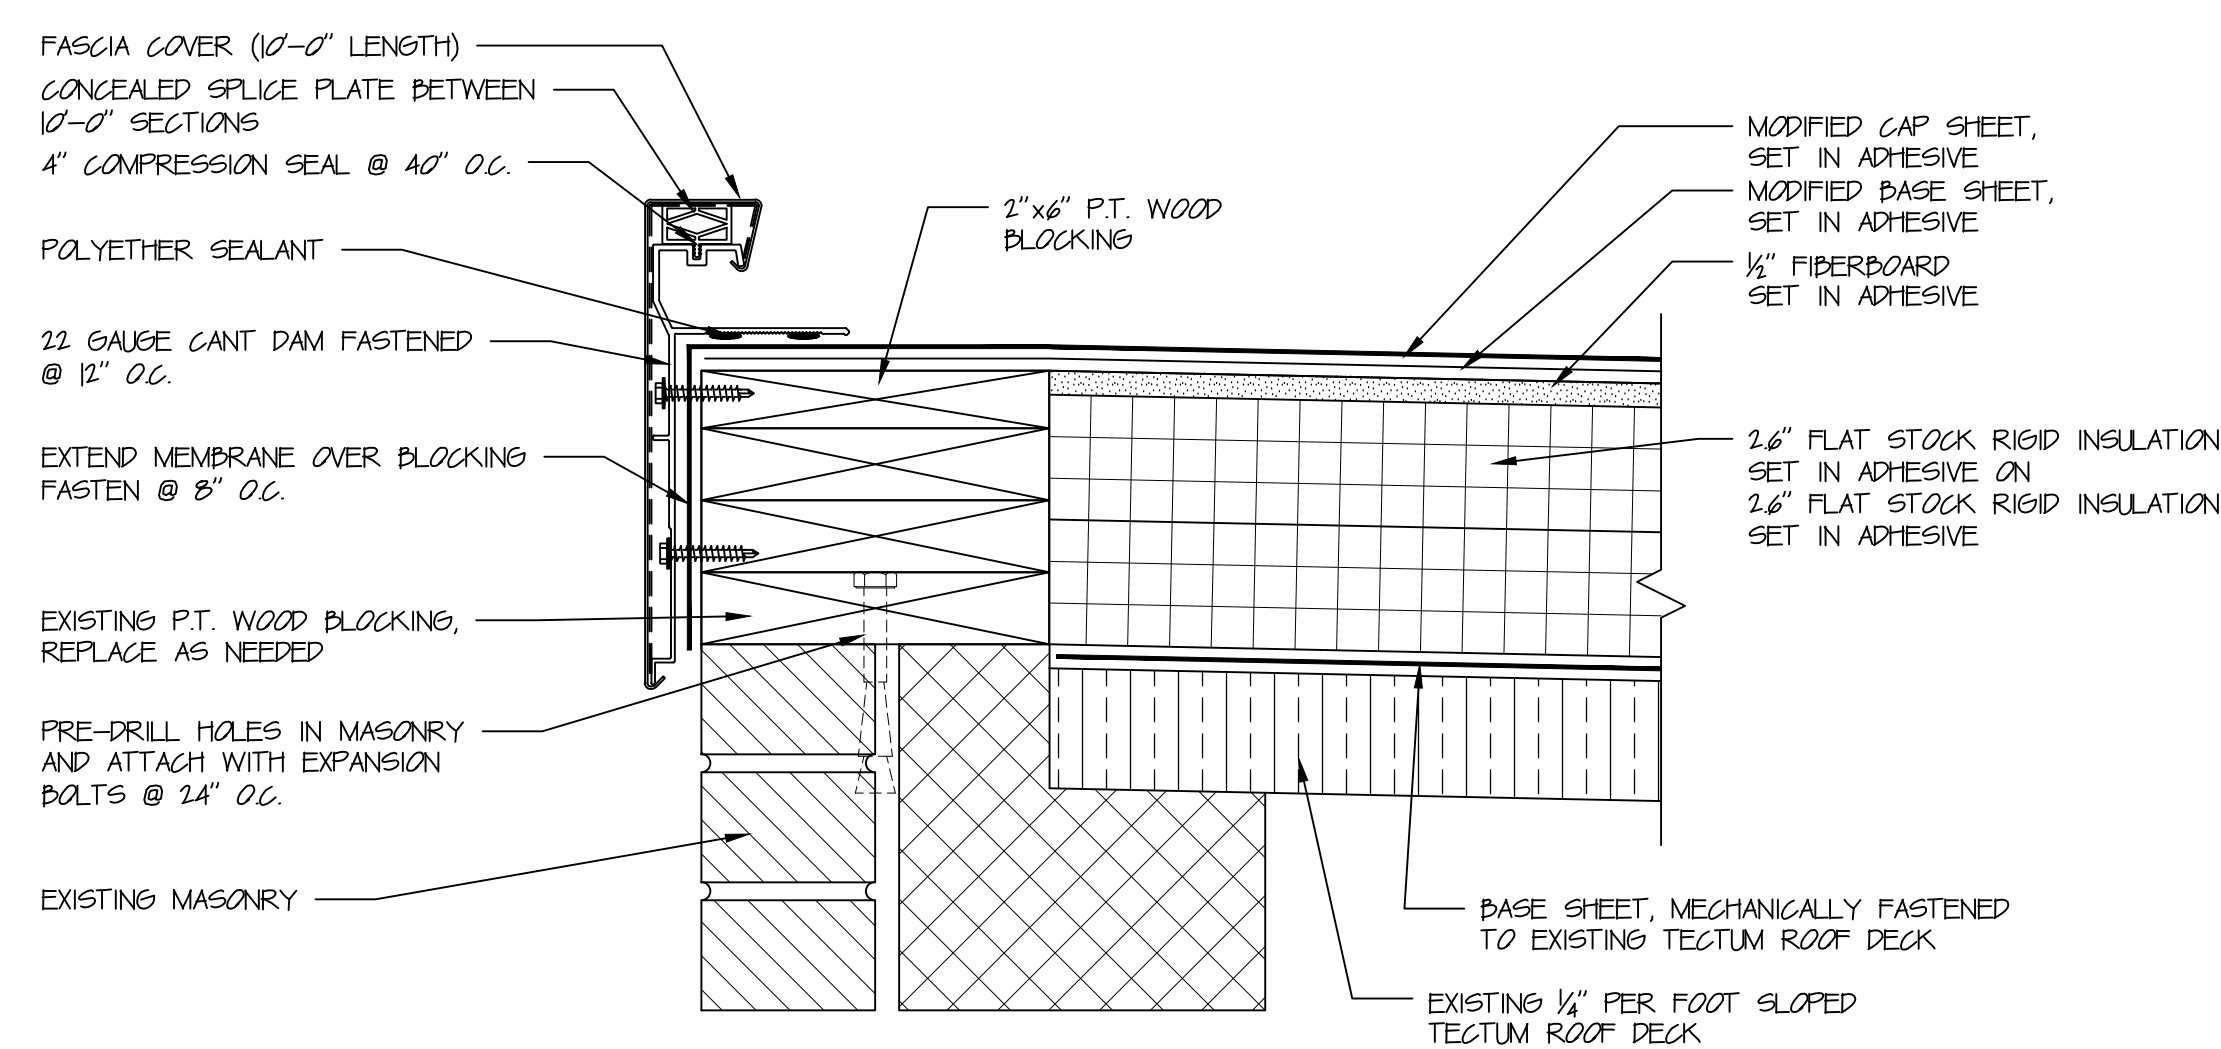 FASCIA COVER (10'-0" LENGTH)
CONCEALED SPLICE PLATE BETWEEN
10'-0" SECTIONS
4" COMPRESSION SEAL @ 40" O.C.
POLYETHER SEALANT
22 GAUGE CANT DAM FASTENED
@ 12" O.C.
EXTEND MEMBRANE OVER BLOCKING
FASTEN @ 8" O.C.
EXISTING P.T. WOOD BLOCKING,
REPLACE AS NEEDED
PRE-DRILL HOLES IN MASONRY
AND ATTACH WITH EXPANSION
BOLTS @ 24" O.C.
EXISTING MASONRY
2"x6" P.T. WOOD
BLOCKING
MODIFIED CAP SHEET,
SET IN ADHESIVE
MODIFIED BASE SHEET,
SET IN ADHESIVE
1/2" FIBERBOARD
SET IN ADHESIVE
2.6" FLAT STOCK RIGID INSULATION
SET IN ADHESIVE ON
2.6" FLAT STOCK RIGID INSULATION
SET IN ADHESIVE
BASE SHEET, MECHANICALLY FASTENED
TO EXISTING TECTUM ROOF DECK
EXISTING 1/4" PER FOOT SLOPED
TECTUM ROOF DECK